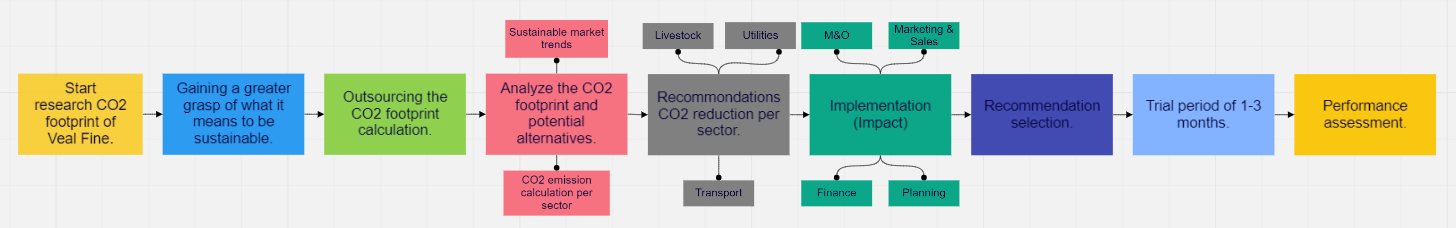 Start
research CO2
footprint of
Veal Fine.
Gaining a greater
grasp of what it
means to be
sustainable.
Outsourcing the
CO2 footprint
calculation.
Sustainable market
trends
Analyze the CO2
footprint and
potential
alternatives.
CO2 emission
calculation per
sector
Livestock
Utilities
Recommondations
CO2 reduction per
sector.
Transport
M&O
Marketing &
Sales
Implementation
(Impact)
Finance
Planning
Recommendation
selection.
Trial period of 1-3
months.
Performance
assessment.